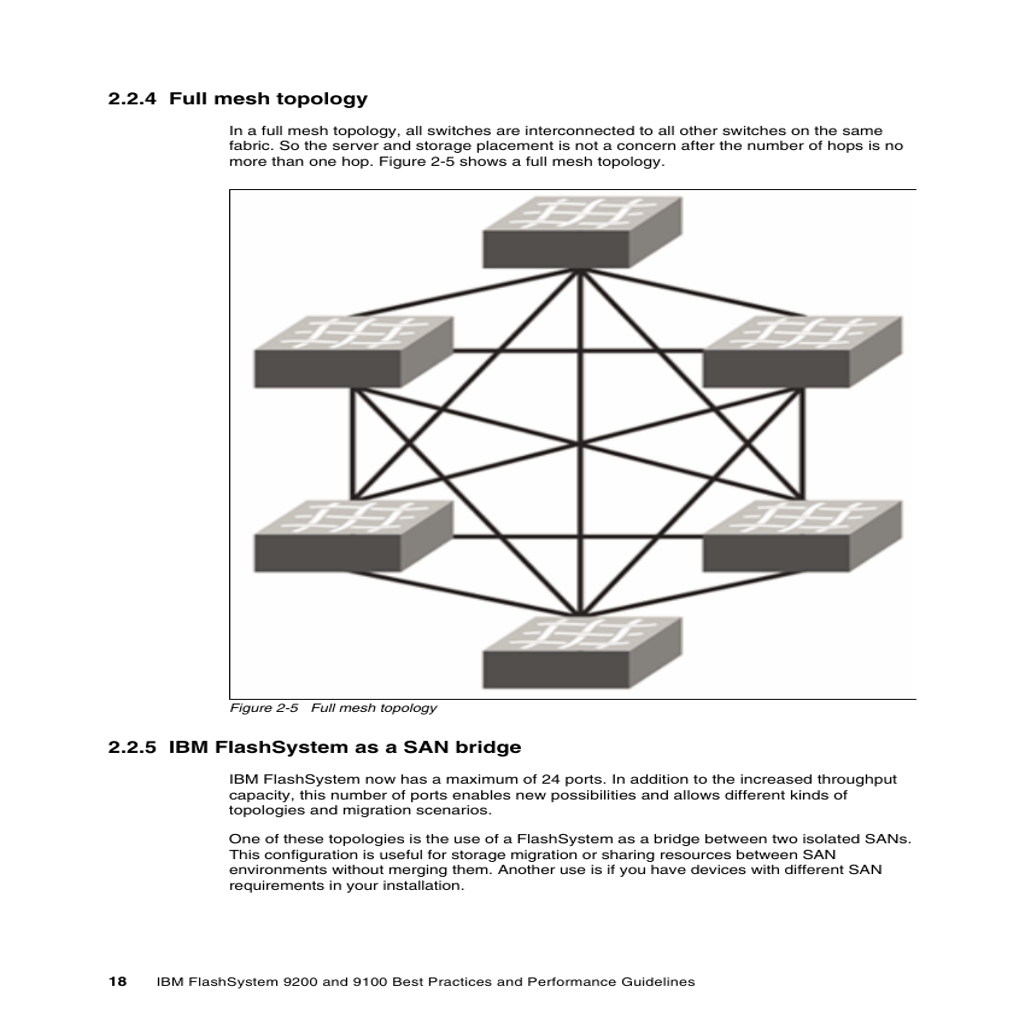 2.2.4 Full mesh topology
In a full mesh topology, all switches are interconnected to all other switches on the same
fabric. So the server and storage placement is not a concern after the number of hops is no
more than one hop. Figure 2-5 shows a full mesh topology.
Figure 2-5 Full mesh topology
2.2.5 IBM FlashSystem as a SAN bridge
IBM FlashSystem now has a maximum of 24 ports. In addition to the increased throughput
capacity, this number of ports enables new possibilities and allows different kinds of
topologies and migration scenarios.
One of these topologies is the use of a FlashSystem as a bridge between two isolated SANs.
This configuration is useful for storage migration or sharing resources between SAN
environments without merging them. Another use is if you have devices with different SAN
requirements in your installation.
18 IBM FlashSystem 9200 and 9100 Best Practices and Performance Guidelines